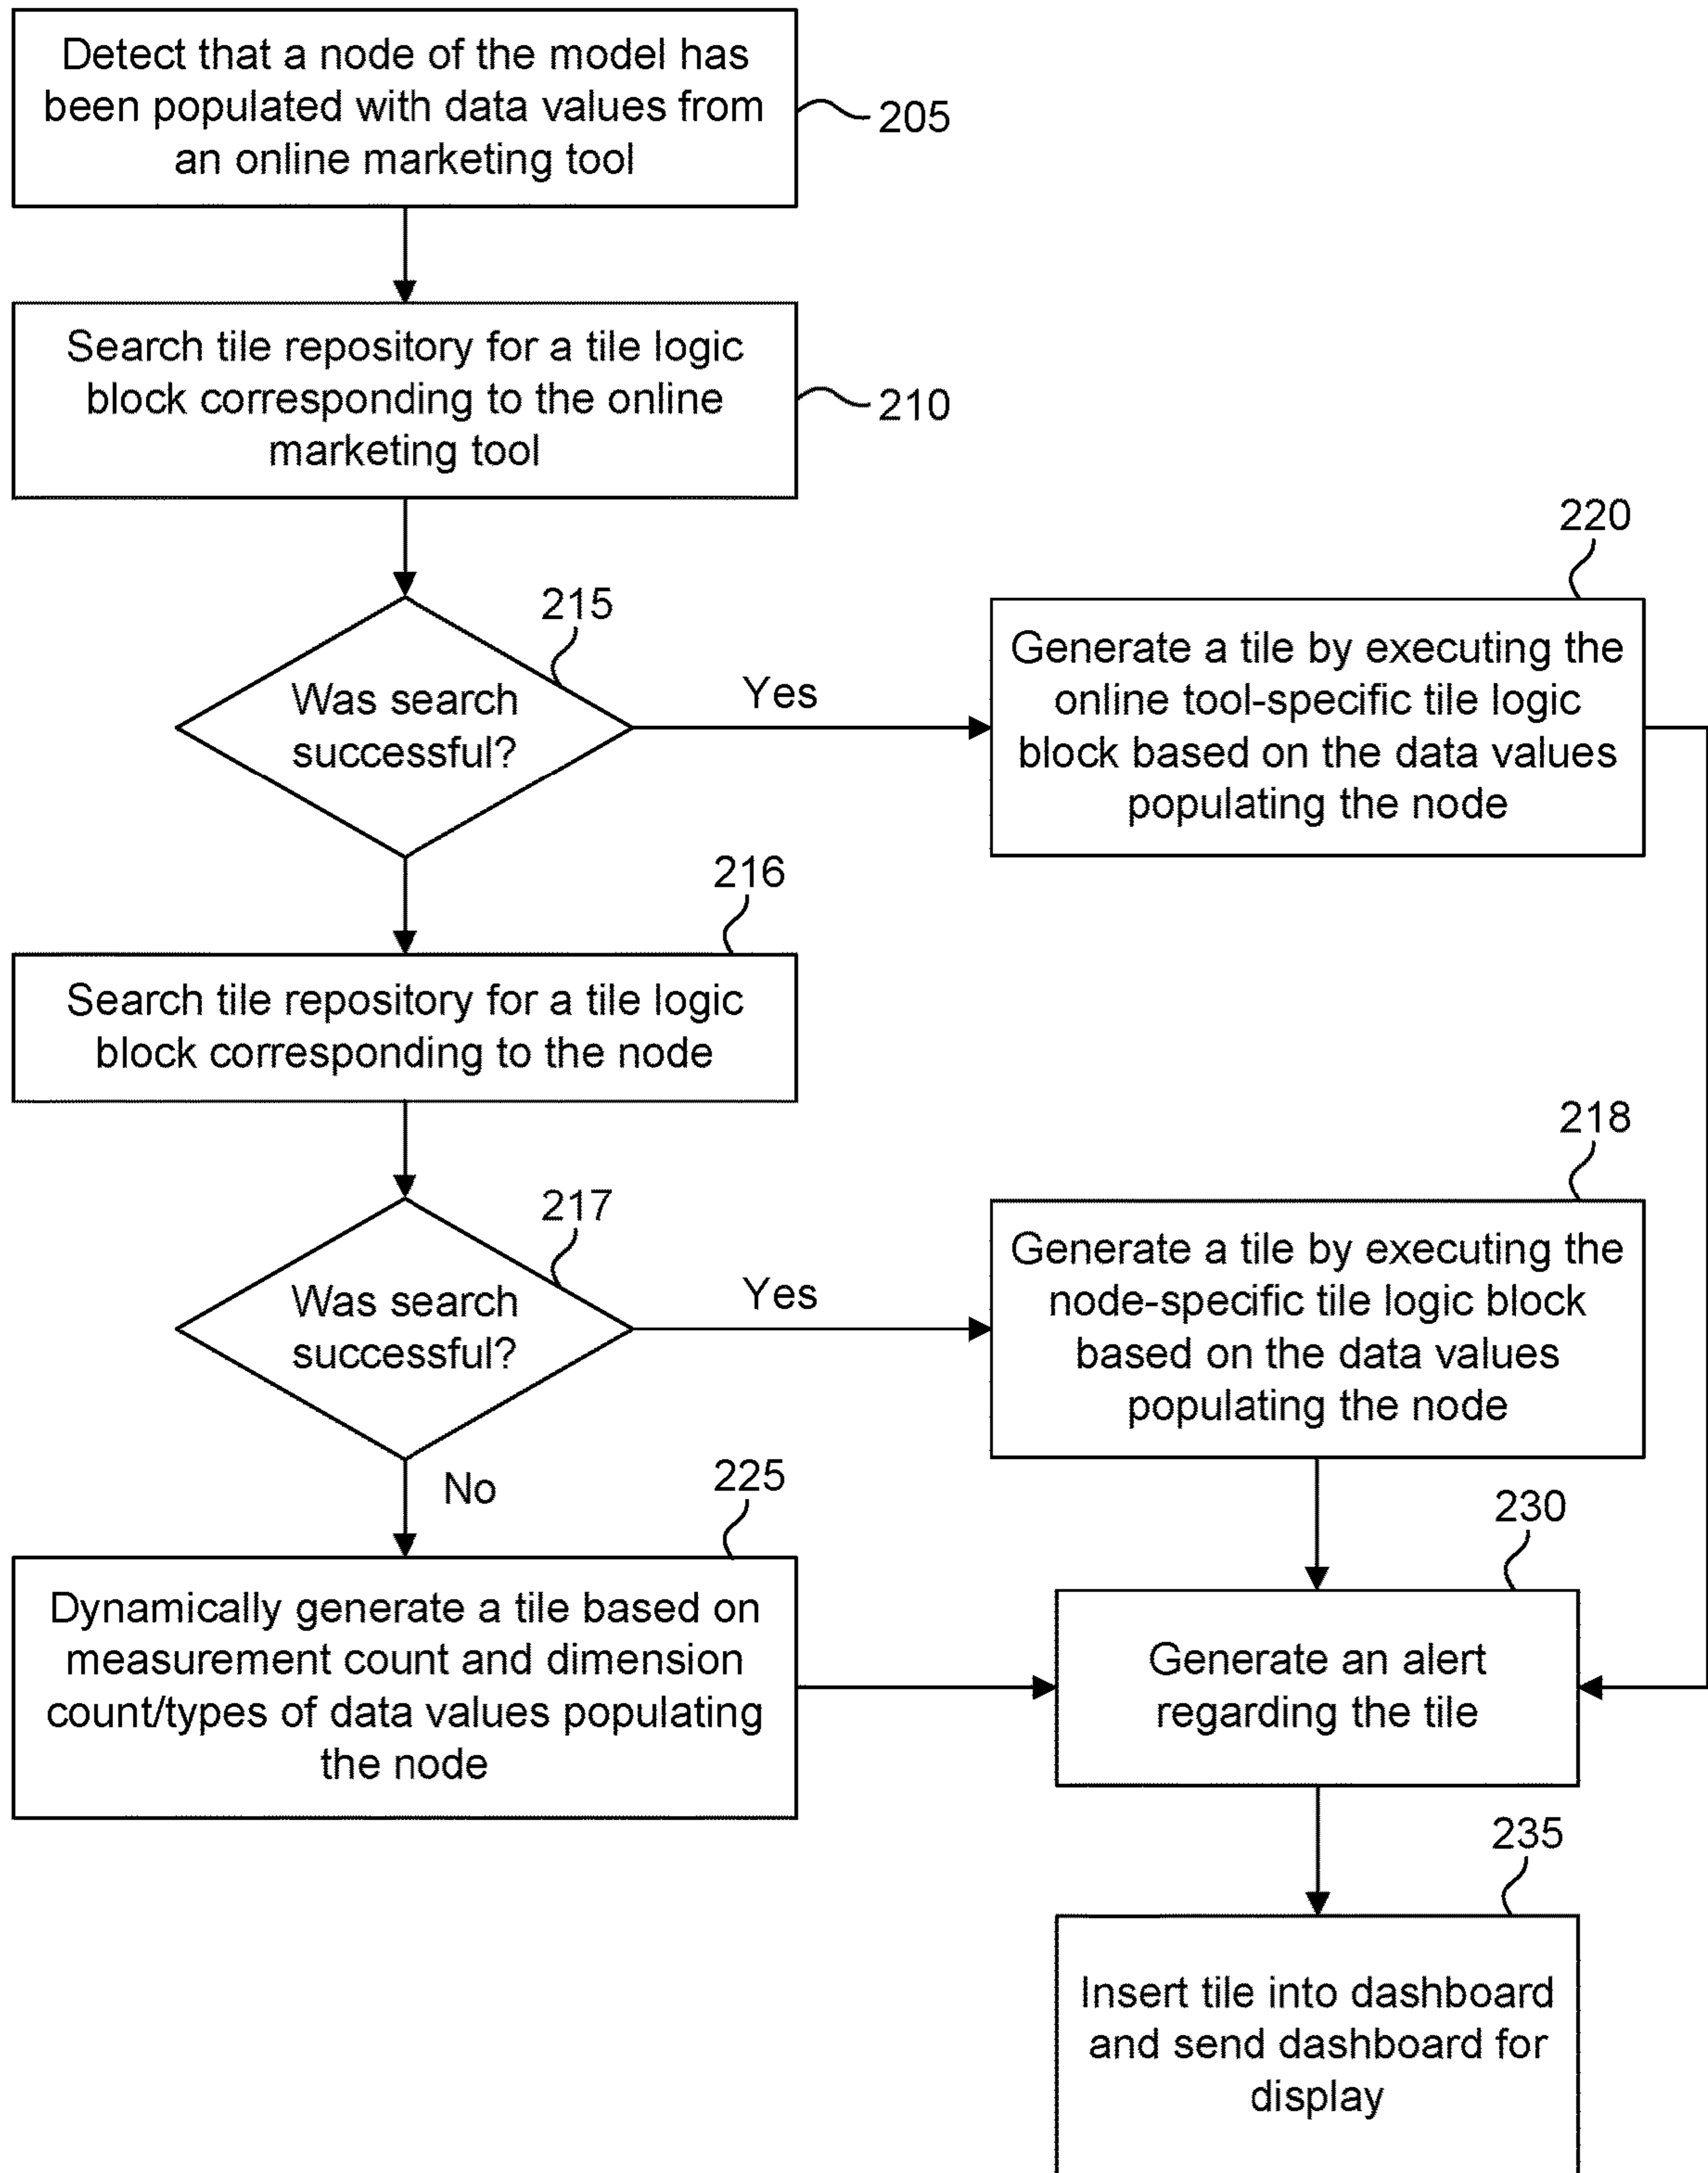 Detect that a node of the model has
been populated with data values from
an online marketing tool
205
Search tile repository for a tile logic
block corresponding to the online
marketing tool
210
215
Was search
successful?
Yes
220
Generate a tile by executing the
online tool-specific tile logic
block based on the data values
populating the node
216
Search tile repository for a tile logic
block corresponding to the node
217
Was search
successful?
Yes
218
Generate a tile by executing the
node-specific tile logic block
based on the data values
populating the node
No
225
Dynamically generate a tile based on
measurement count and dimension
count/types of data values populating
the node
230
Generate an alert
regarding the tile
235
Insert tile into dashboard
and send dashboard for
display